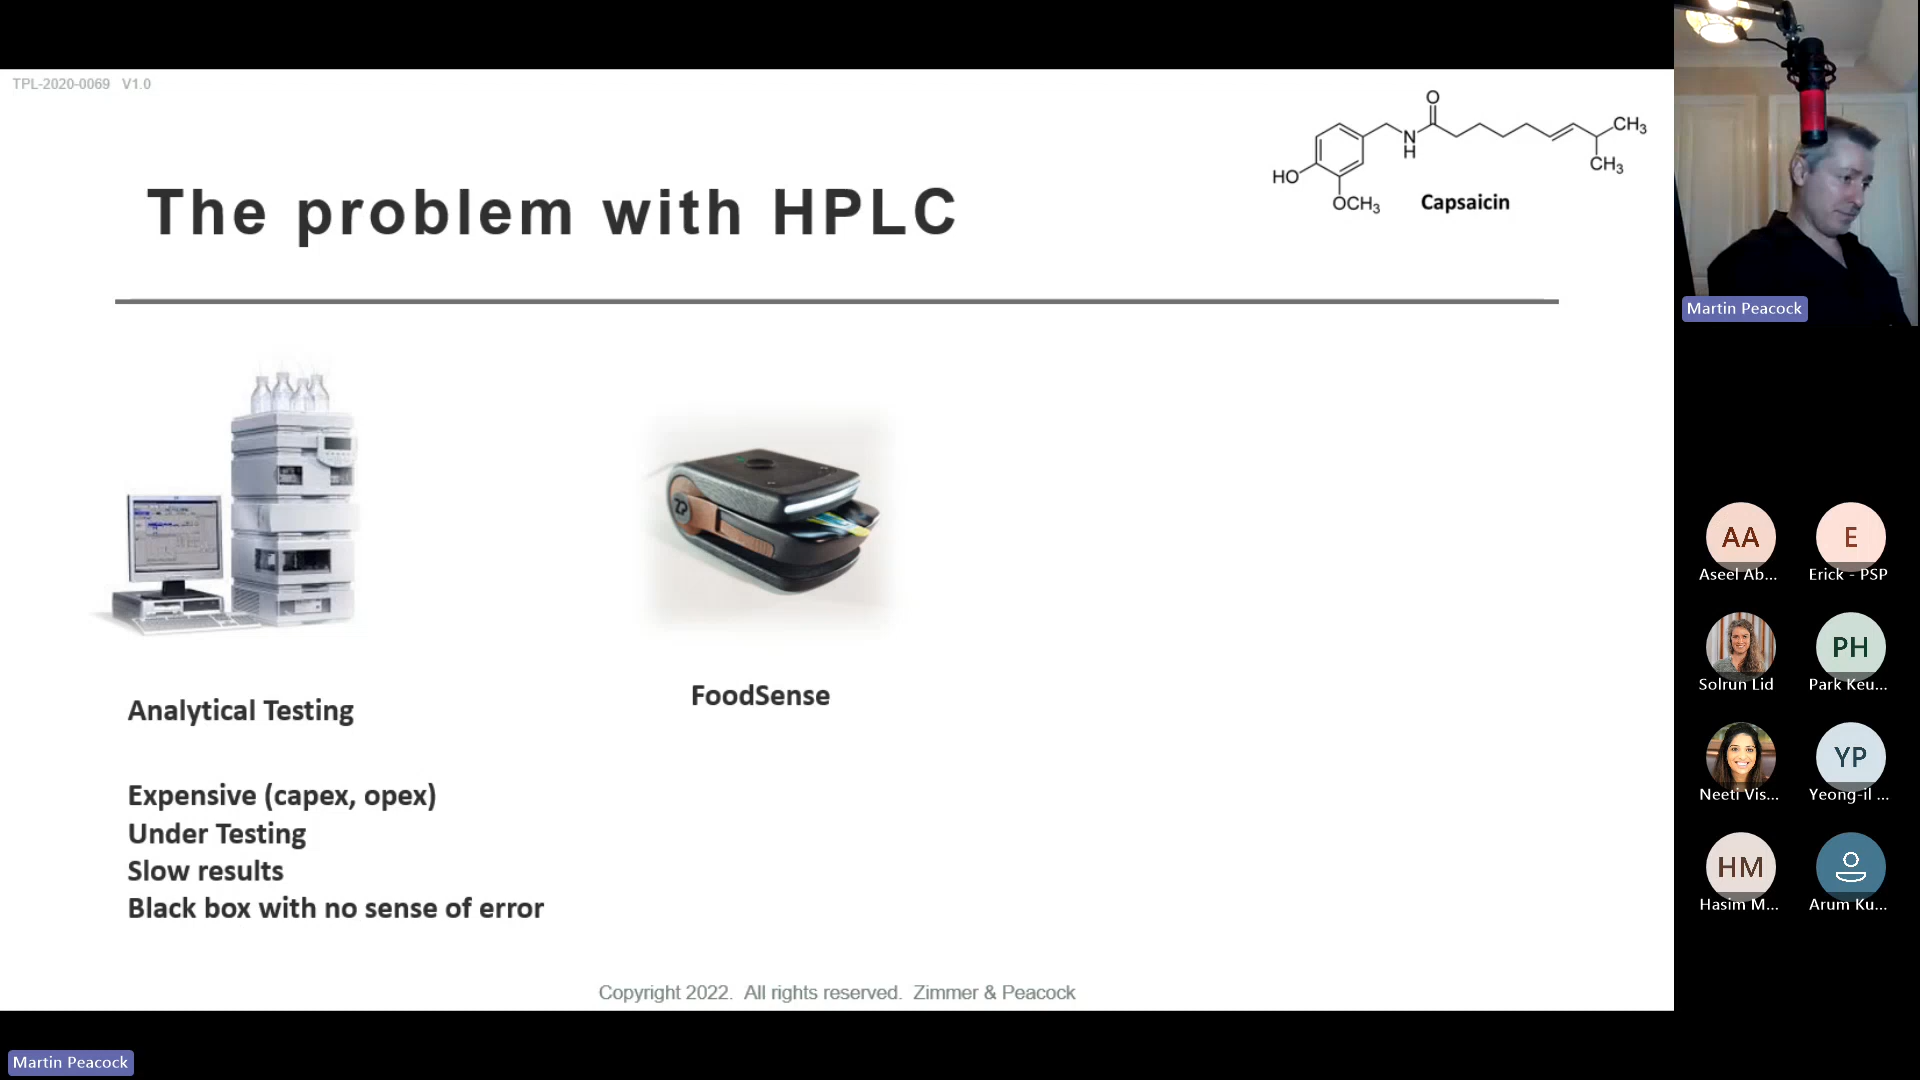 TPL-2020-0069 V1.0
The problem with HPLC
O
CH₃
N
H
CH₃
HO
OCH₃
Capsaicin
Martin Peacock
ZP
Analytical Testing
FoodSense
Expensive (capex, opex)
Under Testing
Slow results
Black box with no sense of error
Copyright 2022. All rights reserved. Zimmer & Peacock
AA
E
Aseel Ab...
Erick - PSP
PH
Solrun Lid
Park Keu...
YP
Neeti Vis...
Yeong-il ...
HM
Hasim M...
Arum Ku...
Martin Peacock